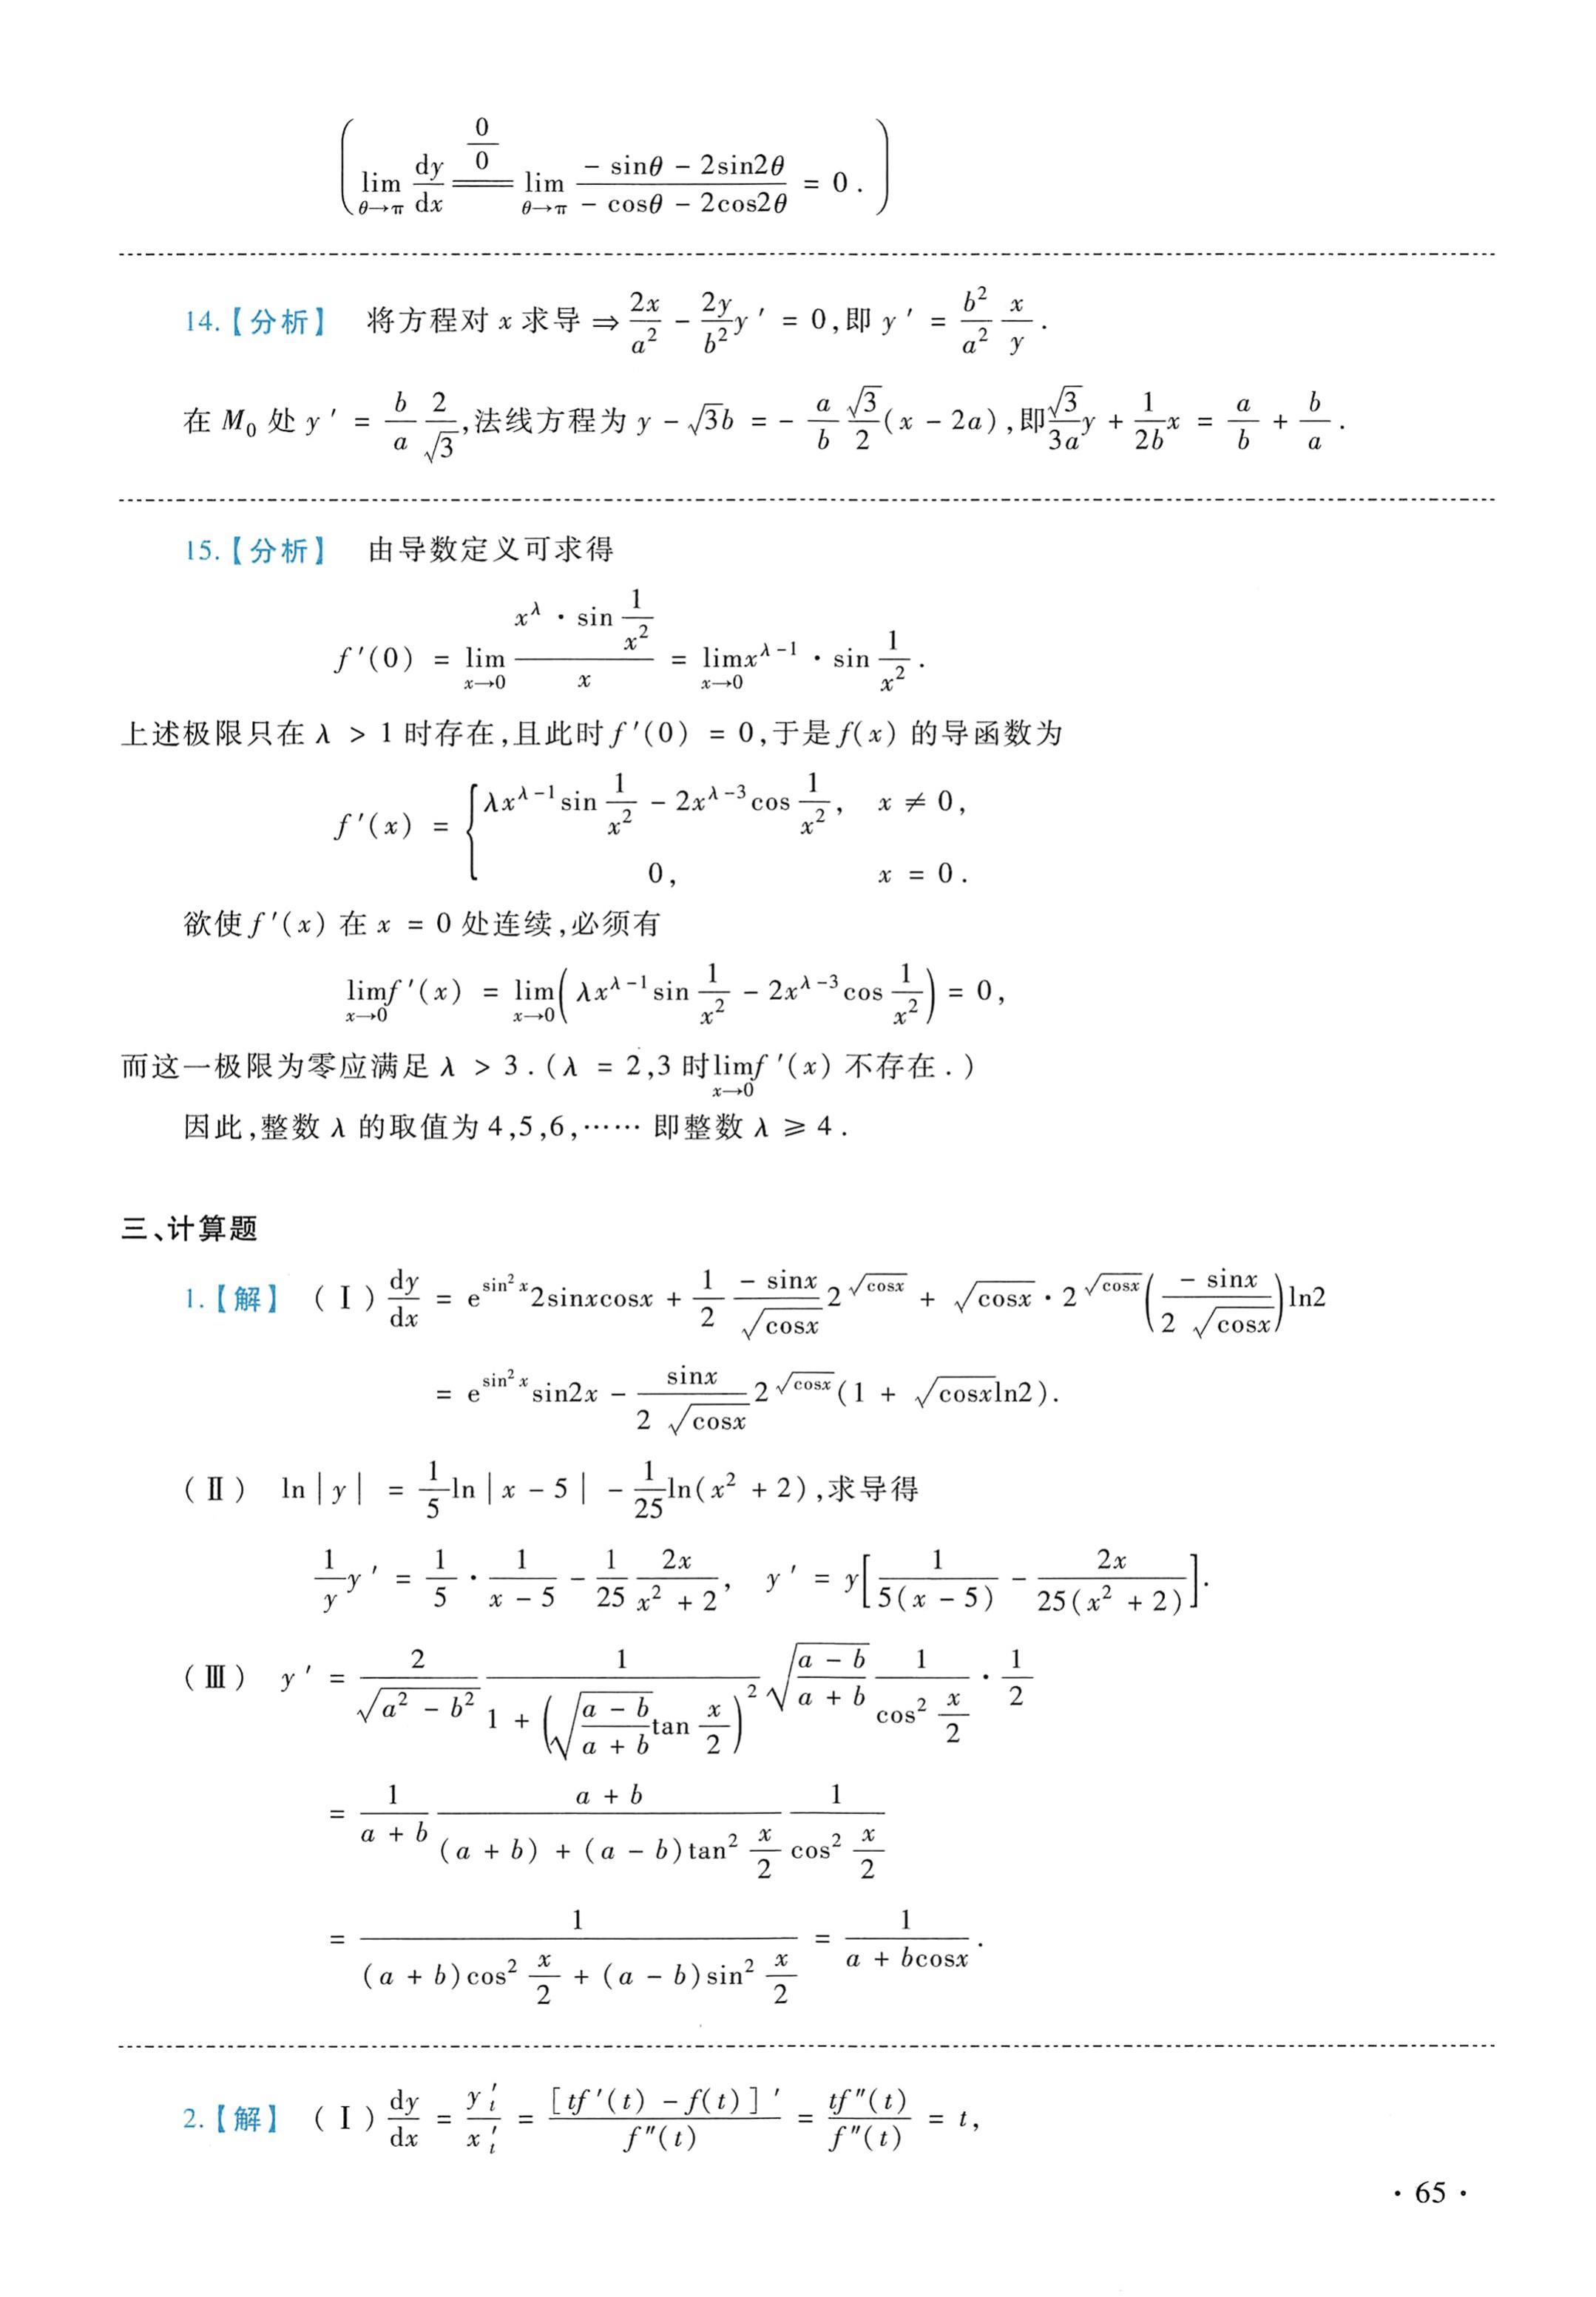 $\left(\lim\limits_{\theta\to\pi}\frac{dy}{dx}\overset{\frac{0}{0}}{=\!=}\lim\limits_{\theta\to\pi}\frac{-\sin\theta-2\sin2\theta}{-\cos\theta-2\cos2\theta}=0.\right)$
14.【分析】 将方程对 x 求导 $\Rightarrow\frac{2x}{a^2}-\frac{2y}{b^2}y'=0$,即 $y'=\frac{b^2}{a^2}\frac{x}{y}$.
在 $M_0$ 处 $y'=\frac{b}{a}\frac{2}{\sqrt{3}}$,法线方程为 $y-\sqrt{3}b=-\frac{a}{b}\frac{\sqrt{3}}{2}(x-2a)$,即$\frac{\sqrt{3}}{3a}y+\frac{1}{2b}x=\frac{a}{b}+\frac{b}{a}$.
15.【分析】 由导数定义可求得
$f'(0)=\lim\limits_{x\to0}\frac{x^\lambda\cdot\sin\frac{1}{x^2}}{x}=\lim\limits_{x\to0}x^{\lambda-1}\cdot\sin\frac{1}{x^2}$.
上述极限只在 λ > 1 时存在,且此时 $f'(0)=0$,于是 $f(x)$ 的导函数为
$f'(x)=\begin{cases}\lambda x^{\lambda-1}\sin\frac{1}{x^2}-2x^{\lambda-3}\cos\frac{1}{x^2}, & x\neq0,\\ 0, & x=0.\end{cases}$
欲使 $f'(x)$ 在 x = 0 处连续,必须有
$\lim\limits_{x\to0}f'(x)=\lim\limits_{x\to0}\left(\lambda x^{\lambda-1}\sin\frac{1}{x^2}-2x^{\lambda-3}\cos\frac{1}{x^2}\right)=0,$
而这一极限为零应满足 λ > 3.(λ = 2,3 时$\lim\limits_{x\to0}f'(x)$ 不存在.)
因此,整数 λ 的取值为 4,5,6,…… 即整数 λ ⩾ 4.
三、计算题
1.【解】 (Ⅰ) $\frac{dy}{dx}=e^{\sin^2x}2\sin x\cos x+\frac{1}{2}\frac{-\sin x}{\sqrt{\cos x}}2^{\sqrt{\cos x}}+\sqrt{\cos x}\cdot2^{\sqrt{\cos x}}\left(\frac{-\sin x}{2\sqrt{\cos x}}\right)\ln2$
$=e^{\sin^2x}\sin2x-\frac{\sin x}{2\sqrt{\cos x}}2^{\sqrt{\cos x}}(1+\sqrt{\cos x}\ln2).$
(Ⅱ) $\ln|y|=\frac{1}{5}\ln|x-5|-\frac{1}{25}\ln(x^2+2)$,求导得
$\frac{1}{y}y'=\frac{1}{5}\cdot\frac{1}{x-5}-\frac{1}{25}\frac{2x}{x^2+2},\quad y'=y\left[\frac{1}{5(x-5)}-\frac{2x}{25(x^2+2)}\right].$
(Ⅲ) $y'=\frac{2}{\sqrt{a^2-b^2}}\frac{1}{1+\left(\sqrt{\frac{a-b}{a+b}}\tan\frac{x}{2}\right)^2}\sqrt{\frac{a-b}{a+b}}\frac{1}{\cos^2\frac{x}{2}}\cdot\frac{1}{2}$
$=\frac{1}{a+b}\frac{a+b}{(a+b)+(a-b)\tan^2\frac{x}{2}}\frac{1}{\cos^2\frac{x}{2}}$
$=\frac{1}{(a+b)\cos^2\frac{x}{2}+(a-b)\sin^2\frac{x}{2}}=\frac{1}{a+b\cos x}.$
2.【解】 (Ⅰ) $\frac{dy}{dx}=\frac{y'_t}{x'_t}=\frac{[tf'(t)-f(t)]'}{f''(t)}=\frac{tf''(t)}{f''(t)}=t,$
· 65 ·